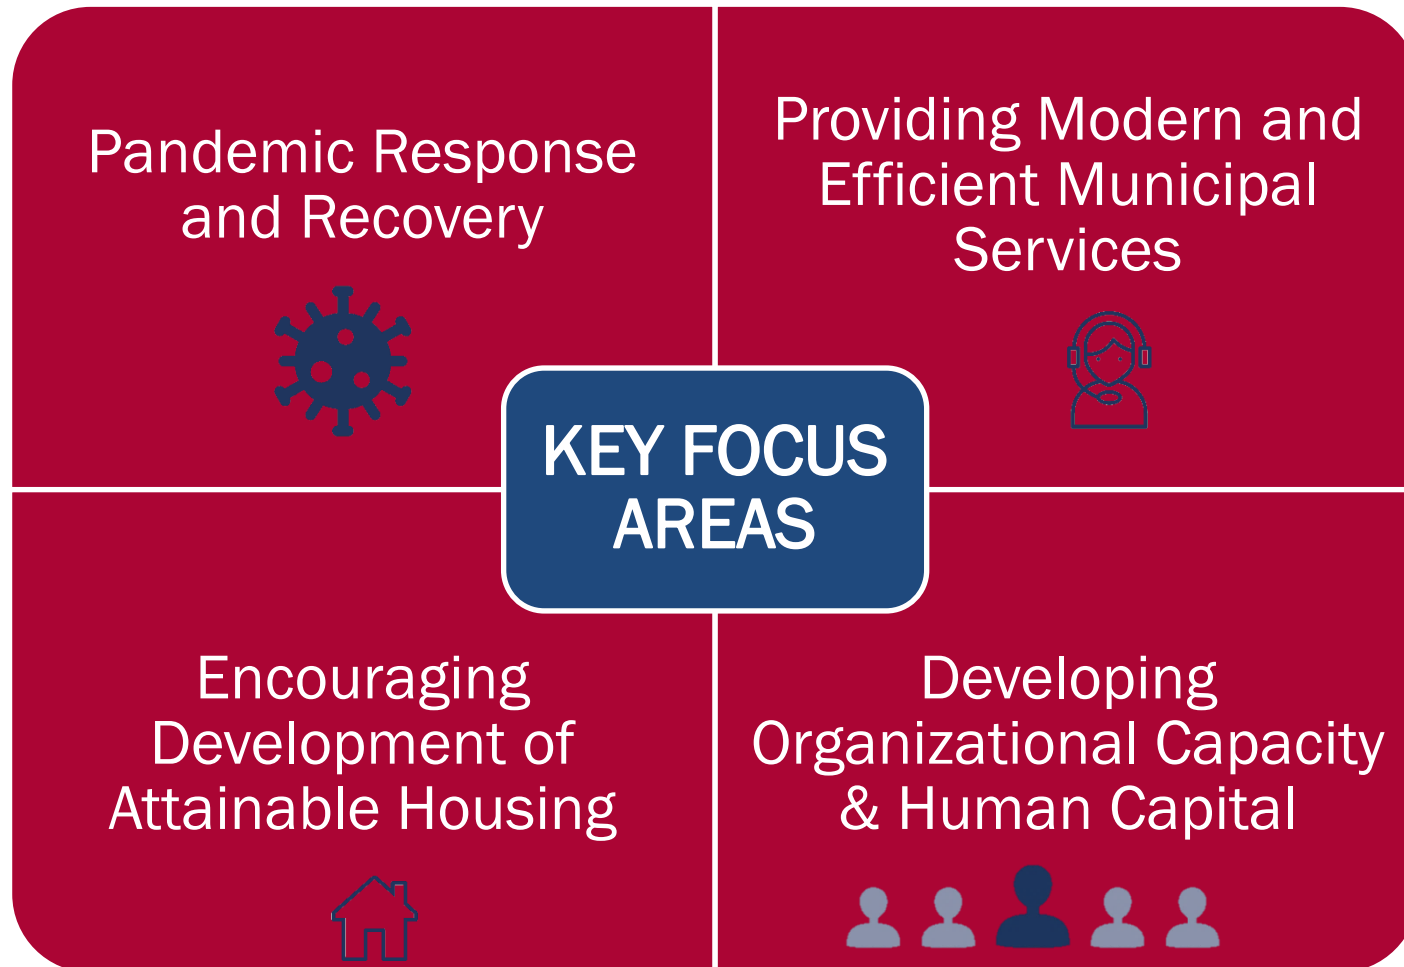 Pandemic Response
and Recovery
Providing Modern and
Efficient Municipal
Services
KEY FOCUS
AREAS
Encouraging
Development of
Attainable Housing
Developing
Organizational Capacity
& Human Capital